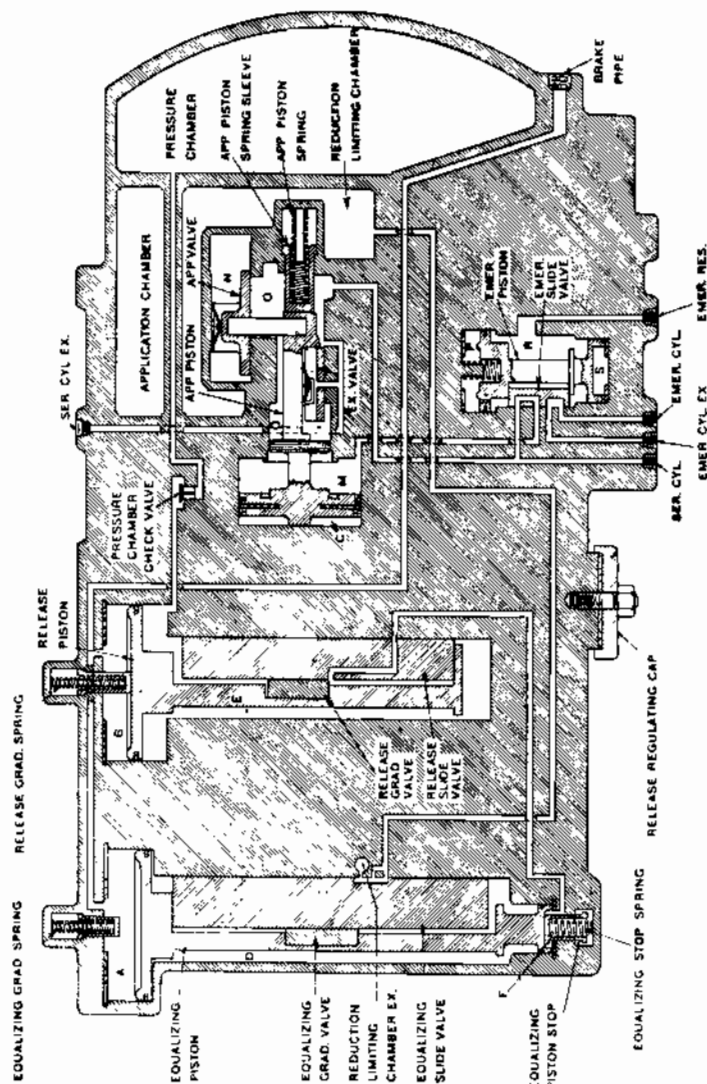 EQUALIZING GRAD SPRING
RELEASE GRAD. SPRING
RELEASE
PISTON
PRESSURE
CHAMBER
CHECK VALVE
SER CYL EX.
APPLICATION CHAMBER
APP PISTON
APP VALVE
PRESSURE
CHAMBER
APP PISTON
SPRING SLEEVE
APP PISTON
SPRING
REDUCTION
LIMITING CHAMBER
A
B
C
D
E
F
M
N
O
EX. VALVE
P
R
S
EMER.
PISTON
EMER.
SLIDE
VALVE
BRAKE
PIPE
RELEASE
GRAD
VALVE
RELEASE
SLIDE
VALVE
EQUALIZING
PISTON
EQUALIZING
GRAD. VALVE
REDUCTION
LIMITING
CHAMBER EX.
EQUALIZING
SLIDE VALVE
EQUALIZING
PISTON STOP
EQUALIZING STOP SPRING
RELEASE REGULATING CAP
SER. CYL.
EMER CYL EX
EMER. CYL.
EMER. RES.